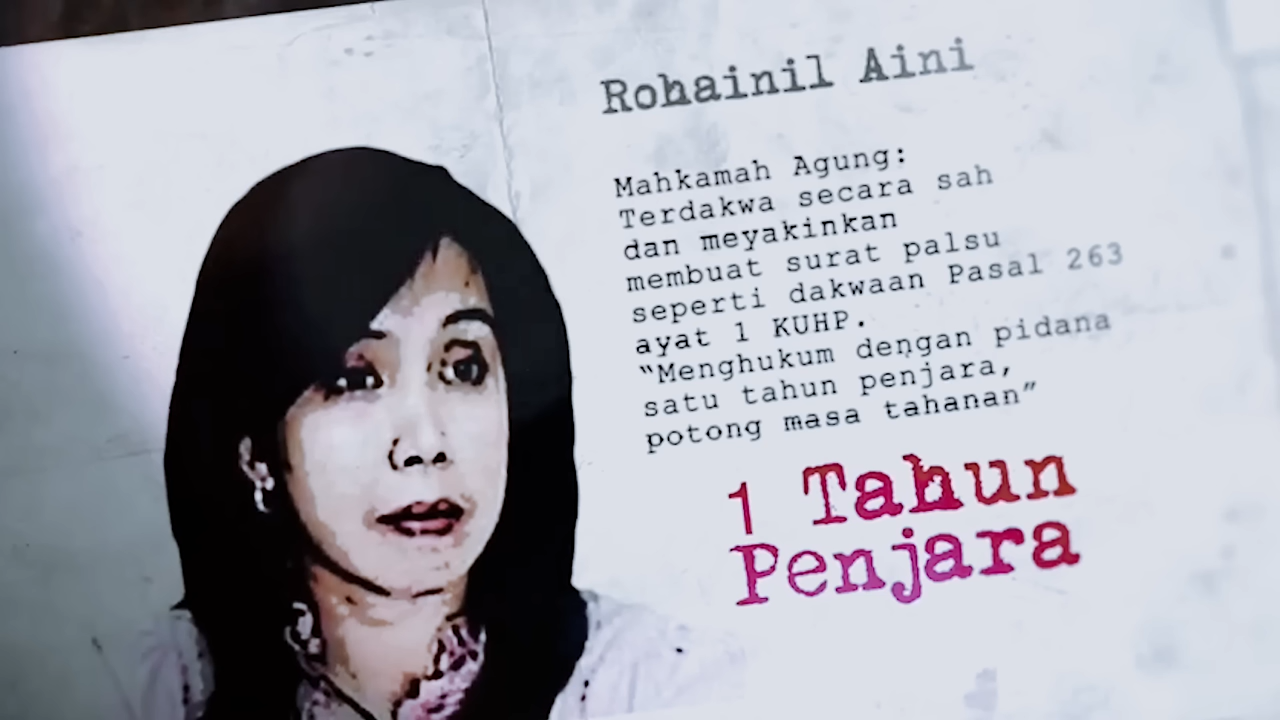 Rohainil Aini
Mahkamah Agung:
Terdakwa secara sah
dan meyakinkan
membuat surat palsu
seperti dakwaan Pasal 263
ayat 1 KUHP.
“Menghukum dengan pidana
satu tahun penjara,
potong masa tahanan”
1 Tahun
Penjara